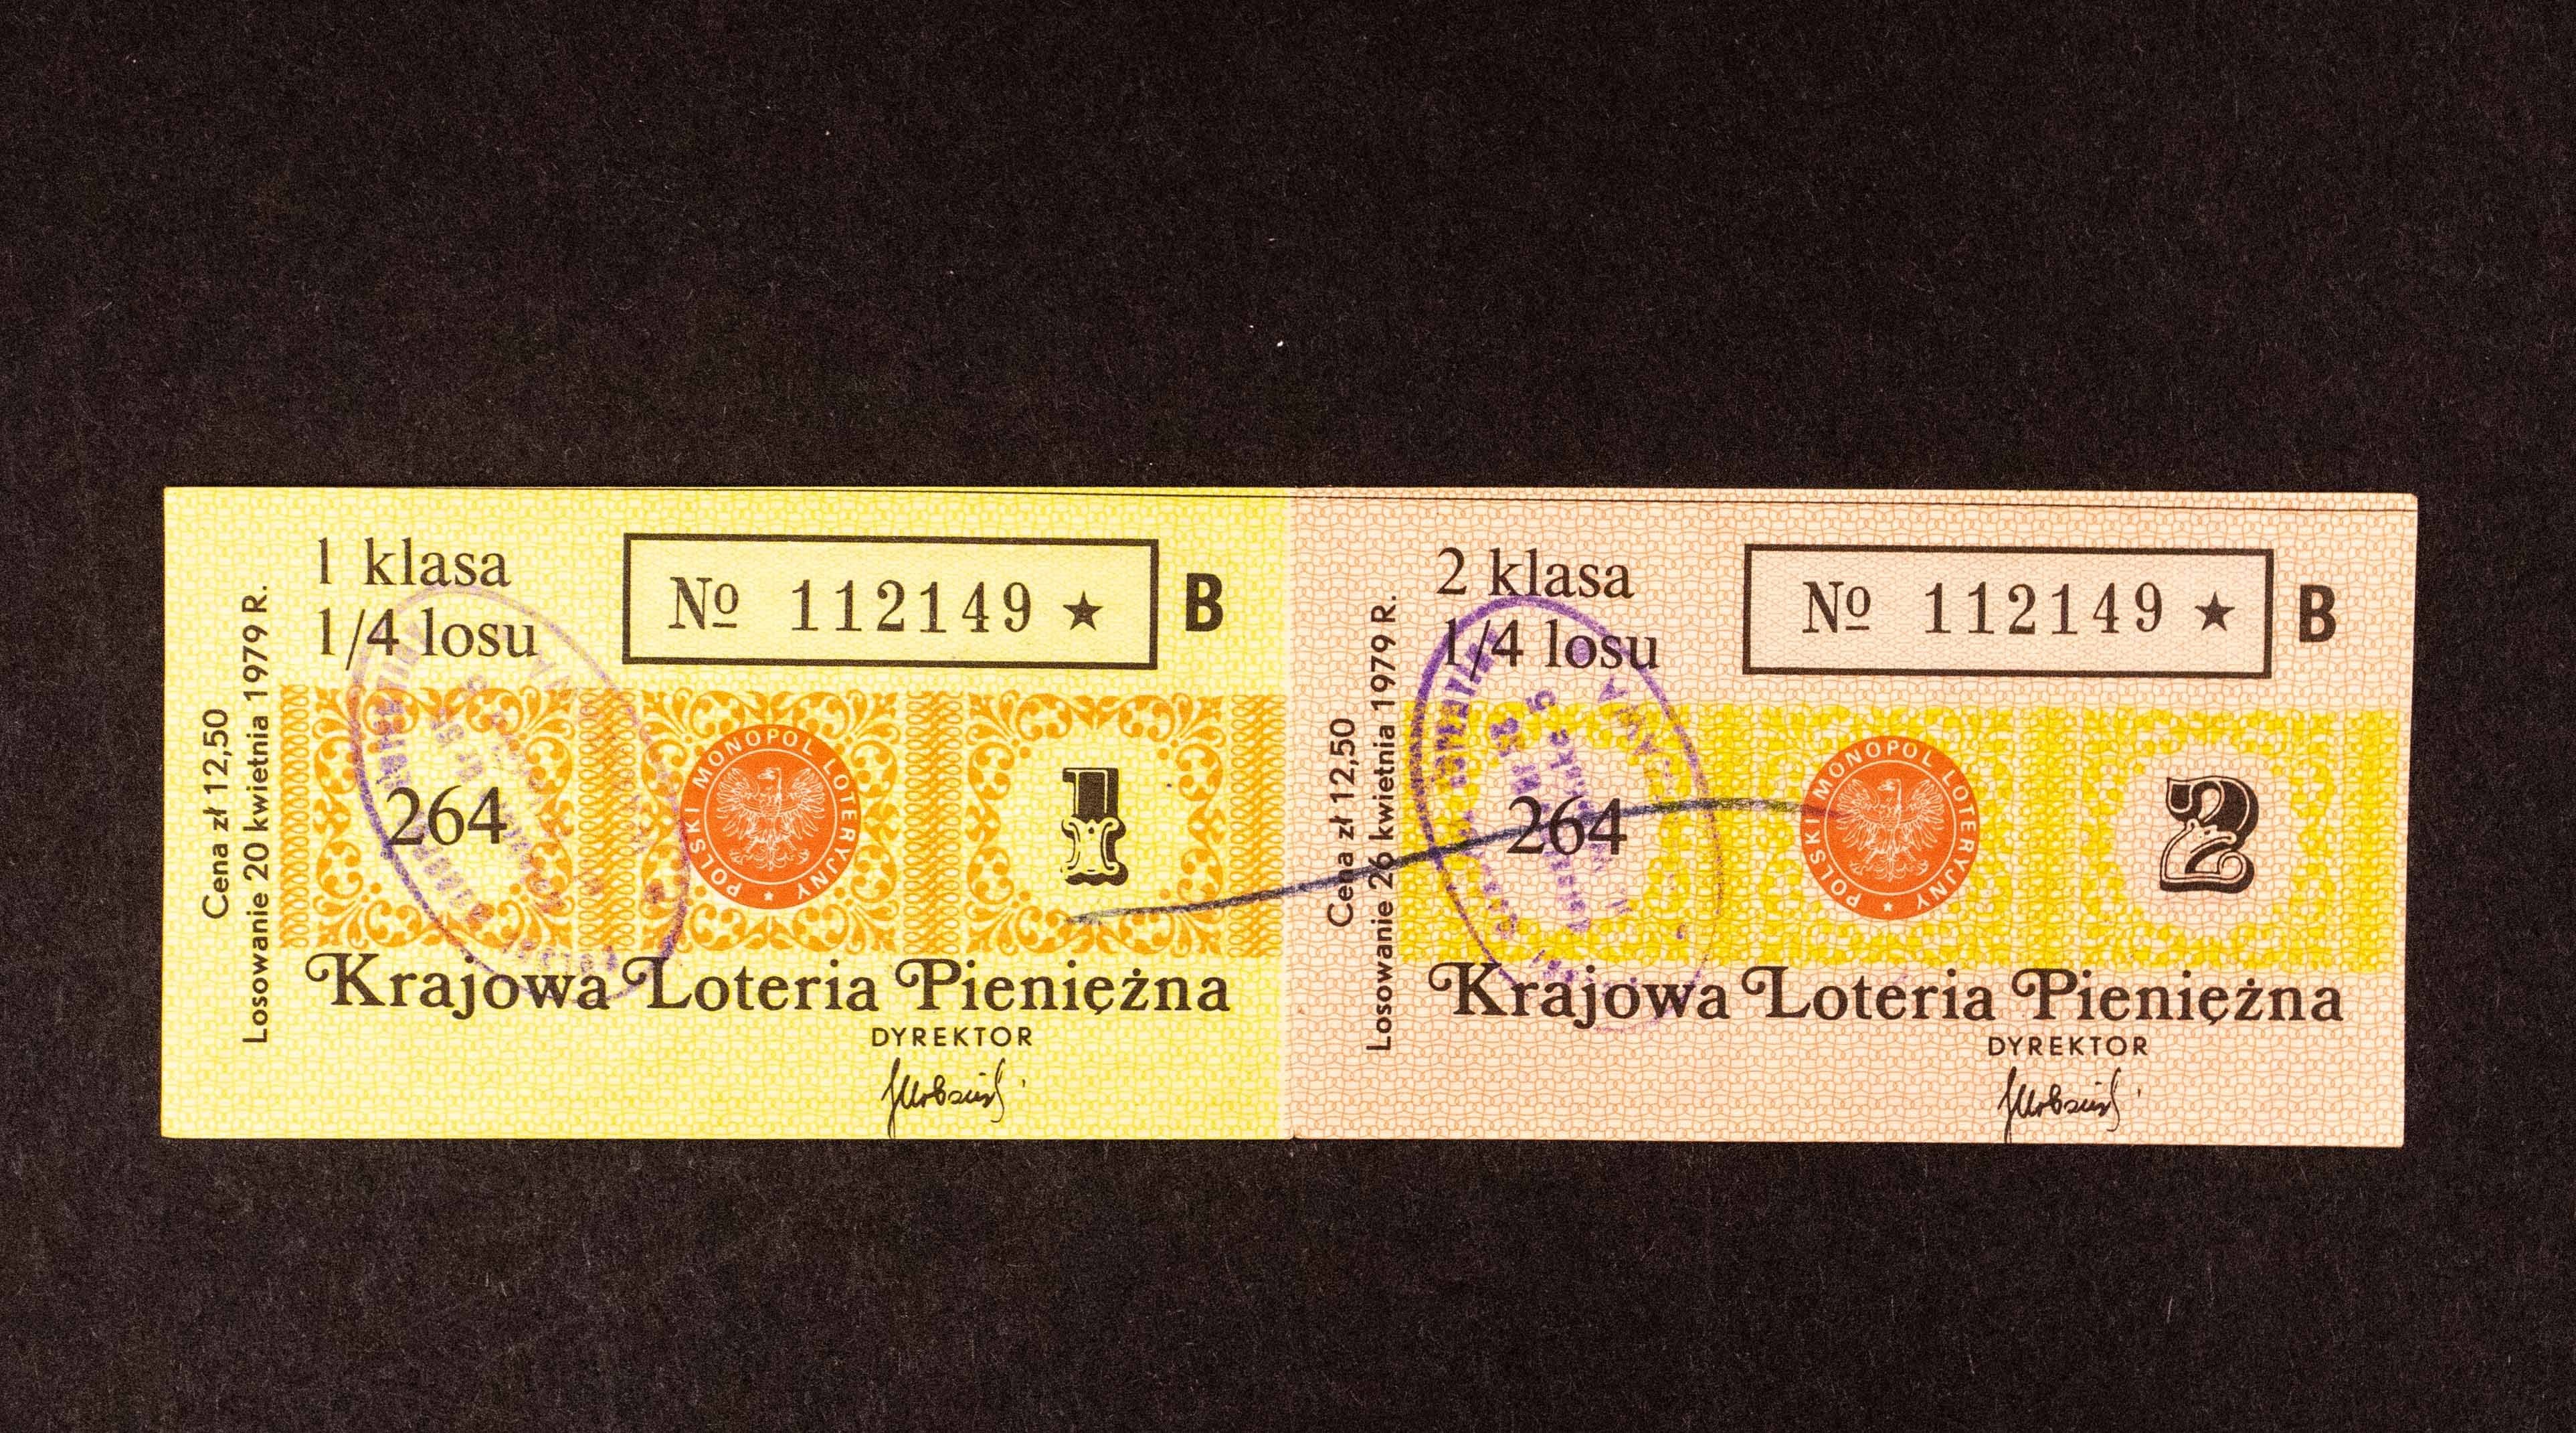 1 klasa
1/4 losu
№ 112149 ★
B
Cena zł 12,50
Losowanie 20 kwietnia 1979 R.
264
POLSKI MONOPOL LOTERYJNY ★
1
Krajowa Loteria Pieniężna
DYREKTOR
2 klasa
1/4 losu
№ 112149 ★
B
Cena zł 12,50
Losowanie 26 kwietnia 1979 R.
264
POLSKI MONOPOL LOTERYJNY ★
2
Krajowa Loteria Pieniężna
DYREKTOR